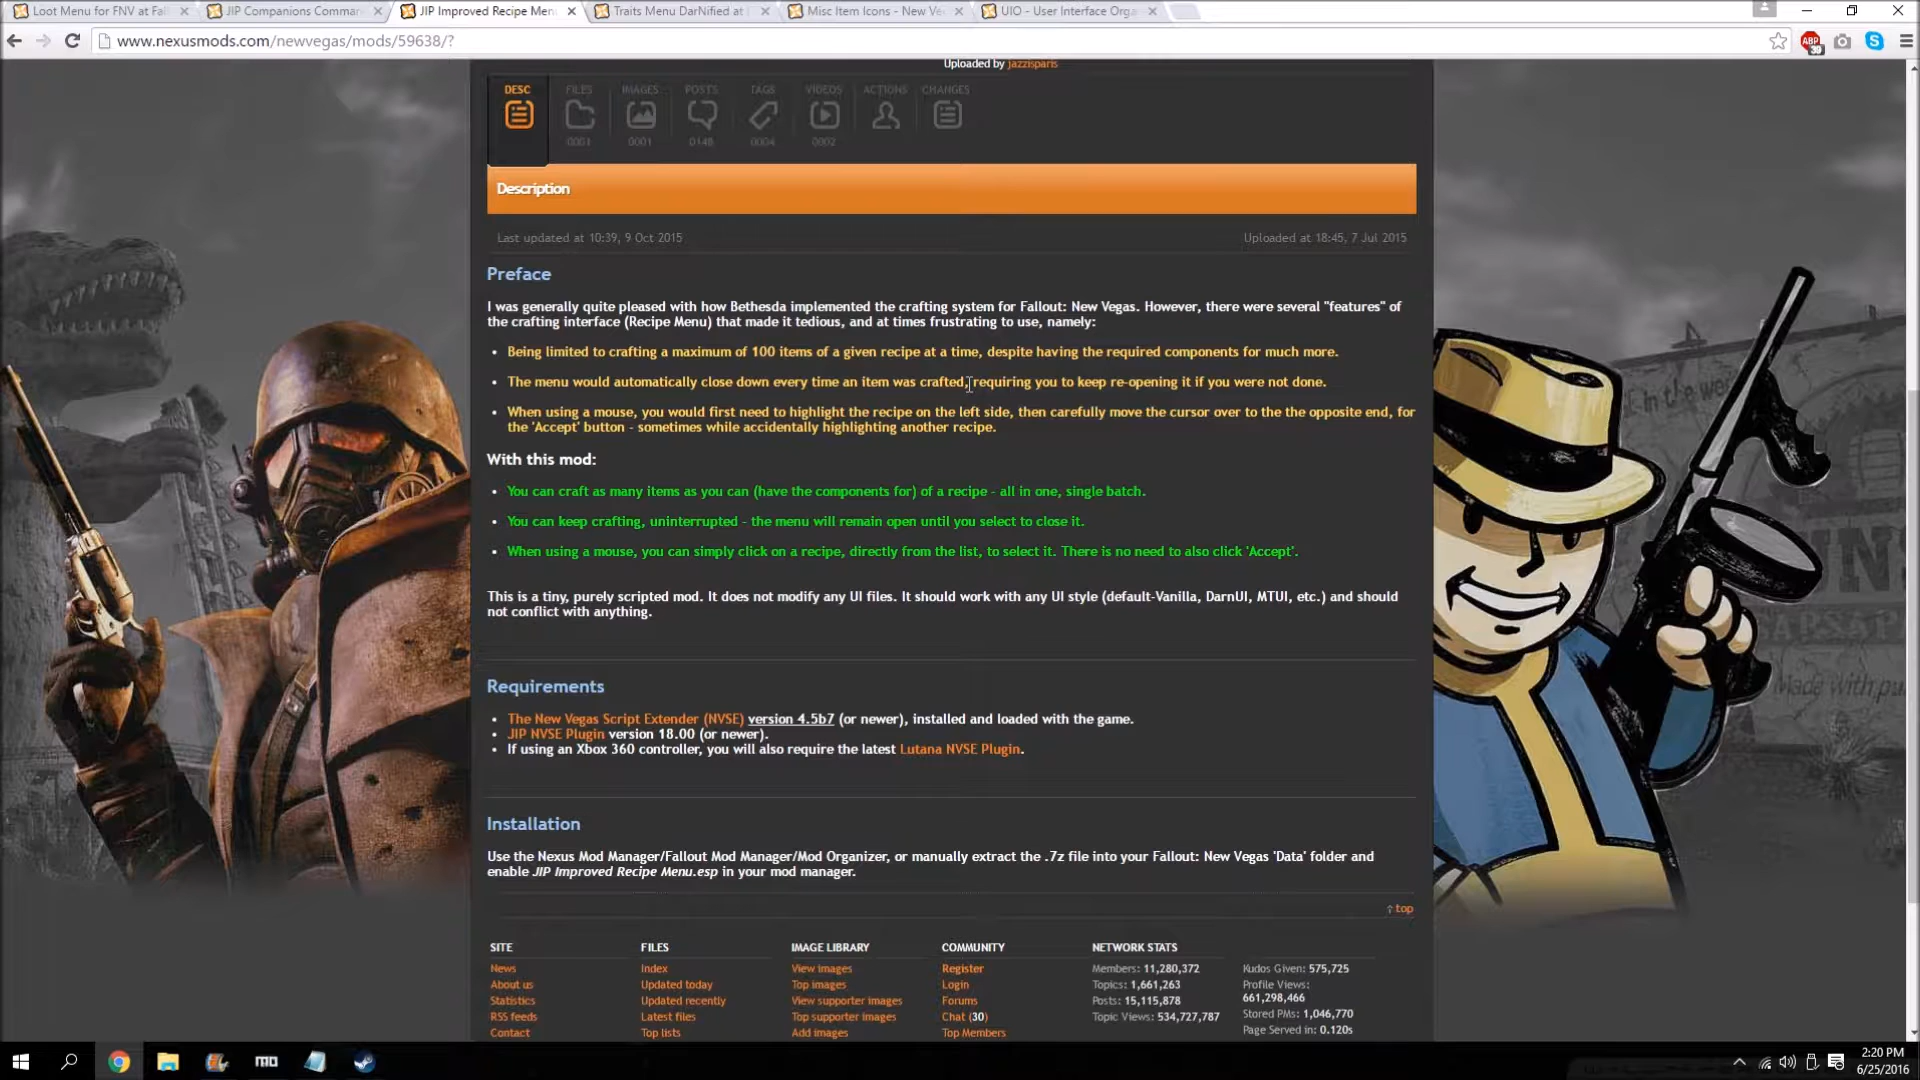 Loot Menu for FNV at Fal
JIP Companions Comman
JIP Improved Recipe Men
Traits Menu DarNified at
Misc Item Icons - New Ve
UIO - User Interface Orga
www.nexusmods.com/newvegas/mods/59638/?
ABP
39
Uploaded by jazzisparis
DESC FILES IMAGES POSTS TAGS VIDEOS ACTIONS CHANGES
0001 0001 0148 0004 0002
Description
Last updated at 10:39, 9 Oct 2015 Uploaded at 18:45, 7 Jul 2015
Preface
I was generally quite pleased with how Bethesda implemented the crafting system for Fallout: New Vegas. However, there were several "features" of
the crafting interface (Recipe Menu) that made it tedious, and at times frustrating to use, namely:
• Being limited to crafting a maximum of 100 items of a given recipe at a time, despite having the required components for much more.
• The menu would automatically close down every time an item was crafted, requiring you to keep re-opening it if you were not done.
• When using a mouse, you would first need to highlight the recipe on the left side, then carefully move the cursor over to the the opposite end, for
the 'Accept' button - sometimes while accidentally highlighting another recipe.
With this mod:
• You can craft as many items as you can (have the components for) of a recipe - all in one, single batch.
• You can keep crafting, uninterrupted - the menu will remain open until you select to close it.
• When using a mouse, you can simply click on a recipe, directly from the list, to select it. There is no need to also click 'Accept'.
This is a tiny, purely scripted mod. It does not modify any UI files. It should work with any UI style (default-Vanilla, DarnUI, MTUI, etc.) and should
not conflict with anything.
Requirements
• The New Vegas Script Extender (NVSE) version 4.5b7 (or newer), installed and loaded with the game.
• JIP NVSE Plugin version 18.00 (or newer).
• If using an Xbox 360 controller, you will also require the latest Lutana NVSE Plugin.
Installation
Use the Nexus Mod Manager/Fallout Mod Manager/Mod Organizer, or manually extract the .7z file into your Fallout: New Vegas 'Data' folder and
enable JIP Improved Recipe Menu.esp in your mod manager.
↑ top
SITE FILES IMAGE LIBRARY COMMUNITY NETWORK STATS
News Index View images Register Members: 11,280,372 Kudos Given: 575,725
About us Updated today Top images Login Topics: 1,661,263 Profile Views:
661,298,466
Statistics Updated recently View supporter images Forums Posts: 15,115,878
RSS feeds Latest files Top supporter images Chat (30) Topic Views: 534,727,787 Stored PMs: 1,046,770
Contact Top lists Add images Top Members Page Served in: 0.120s
MO
2:20 PM
6/25/2016